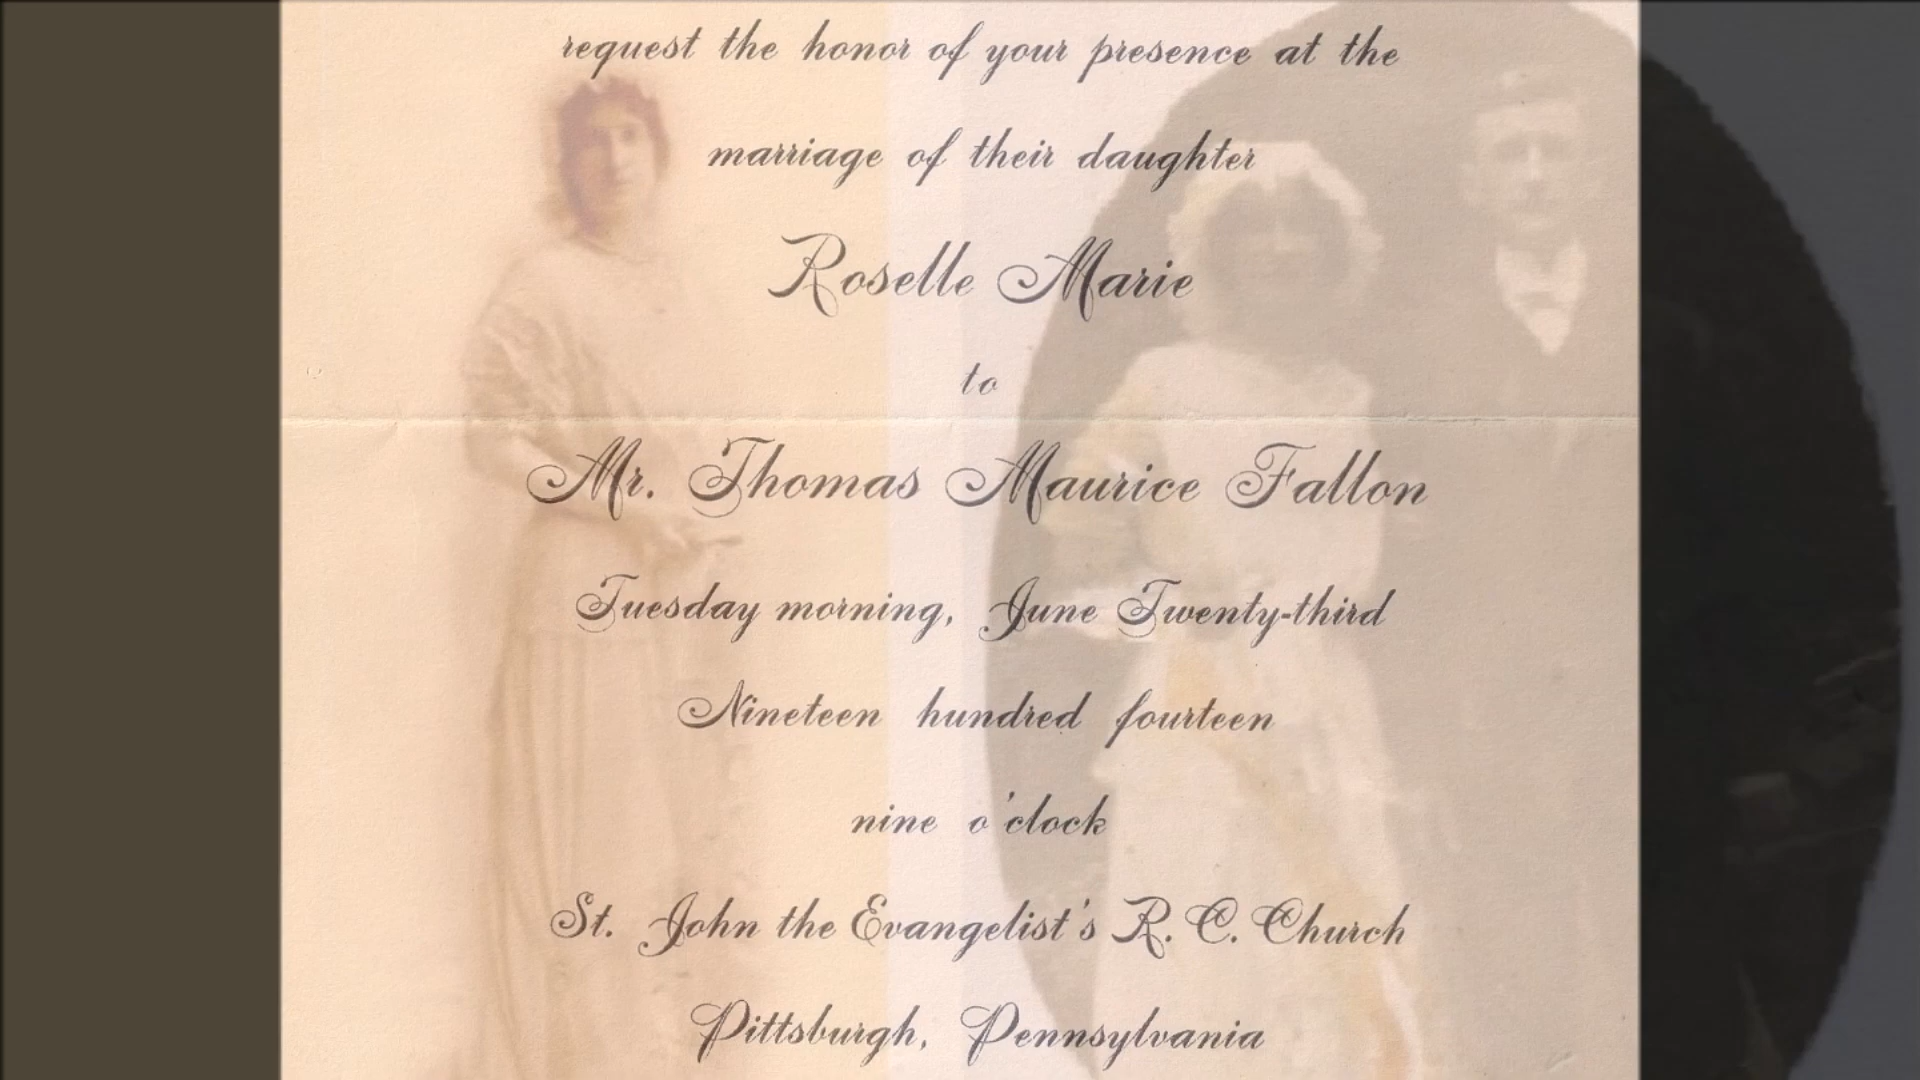 request the honor of your presence at the
marriage of their daughter
Roselle Marie
to
Mr. Thomas Maurice Fallon
Tuesday morning, June Twenty-third
Nineteen hundred fourteen
nine o'clock
St. John the Evangelist's R. C. Church
Pittsburgh, Pennsylvania